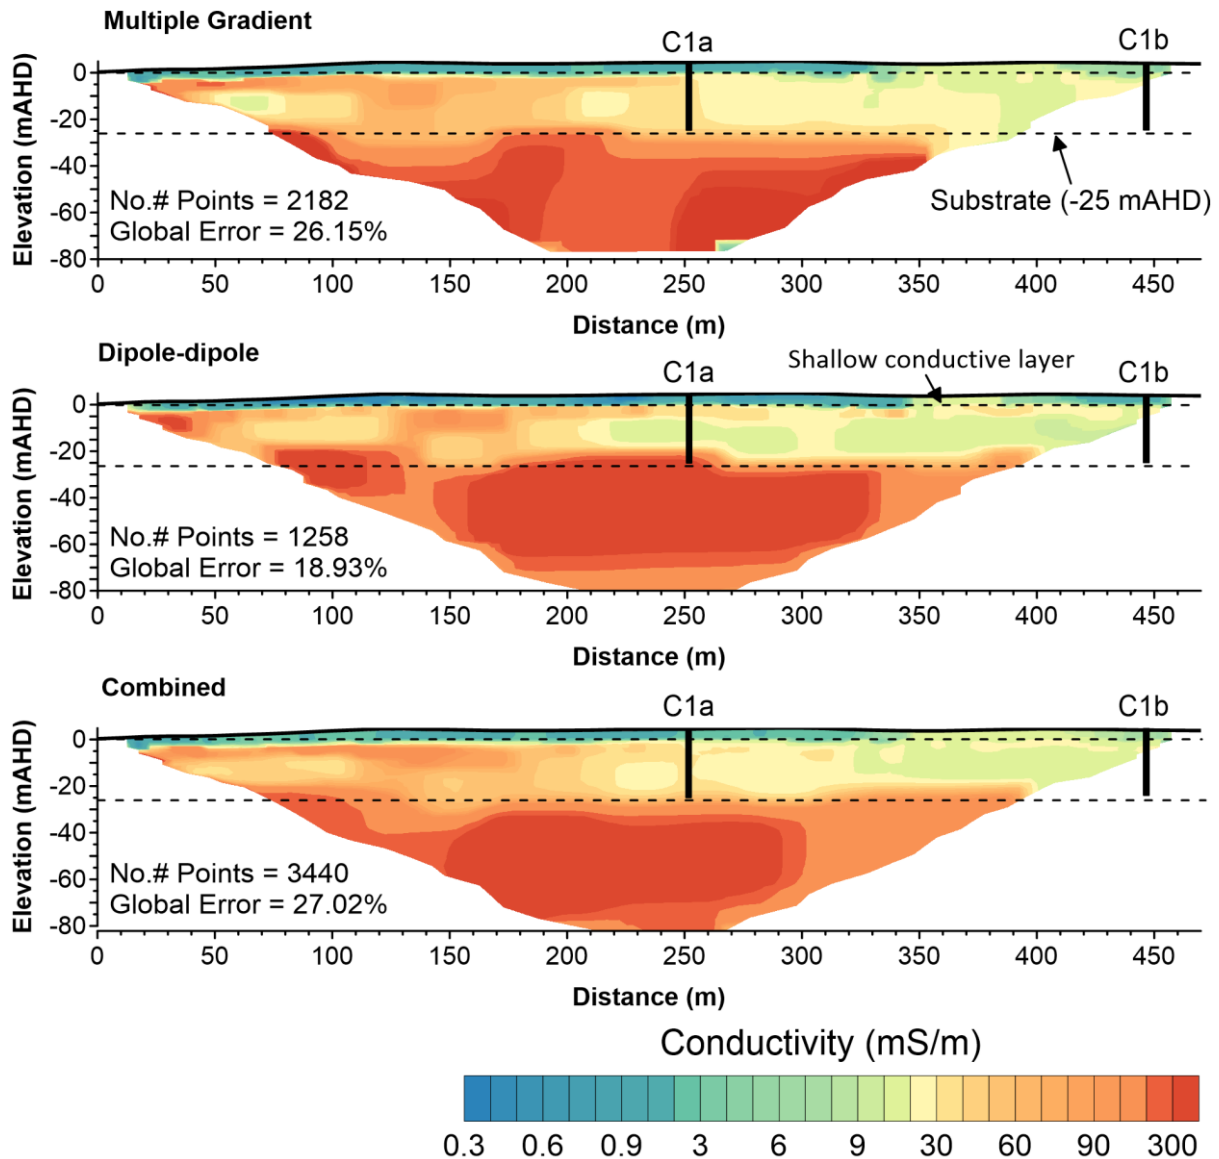 Multiple Gradient
C1a
C1b
Elevation (mAHD)
0
-20
-40
-60
-80
No.# Points = 2182
Global Error = 26.15%
Substrate (-25 mAHD)
0 50 100 150 200 250 300 350 400 450
Distance (m)
Dipole-dipole
Shallow conductive layer
C1a
C1b
Elevation (mAHD)
0
-20
-40
-60
-80
No.# Points = 1258
Global Error = 18.93%
0 50 100 150 200 250 300 350 400 450
Distance (m)
Combined
C1a
C1b
Elevation (mAHD)
0
-20
-40
-60
-80
No.# Points = 3440
Global Error = 27.02%
0 50 100 150 200 250 300 350 400 450
Distance (m)
Conductivity (mS/m)
0.3 0.6 0.9 3 6 9 30 60 90 300